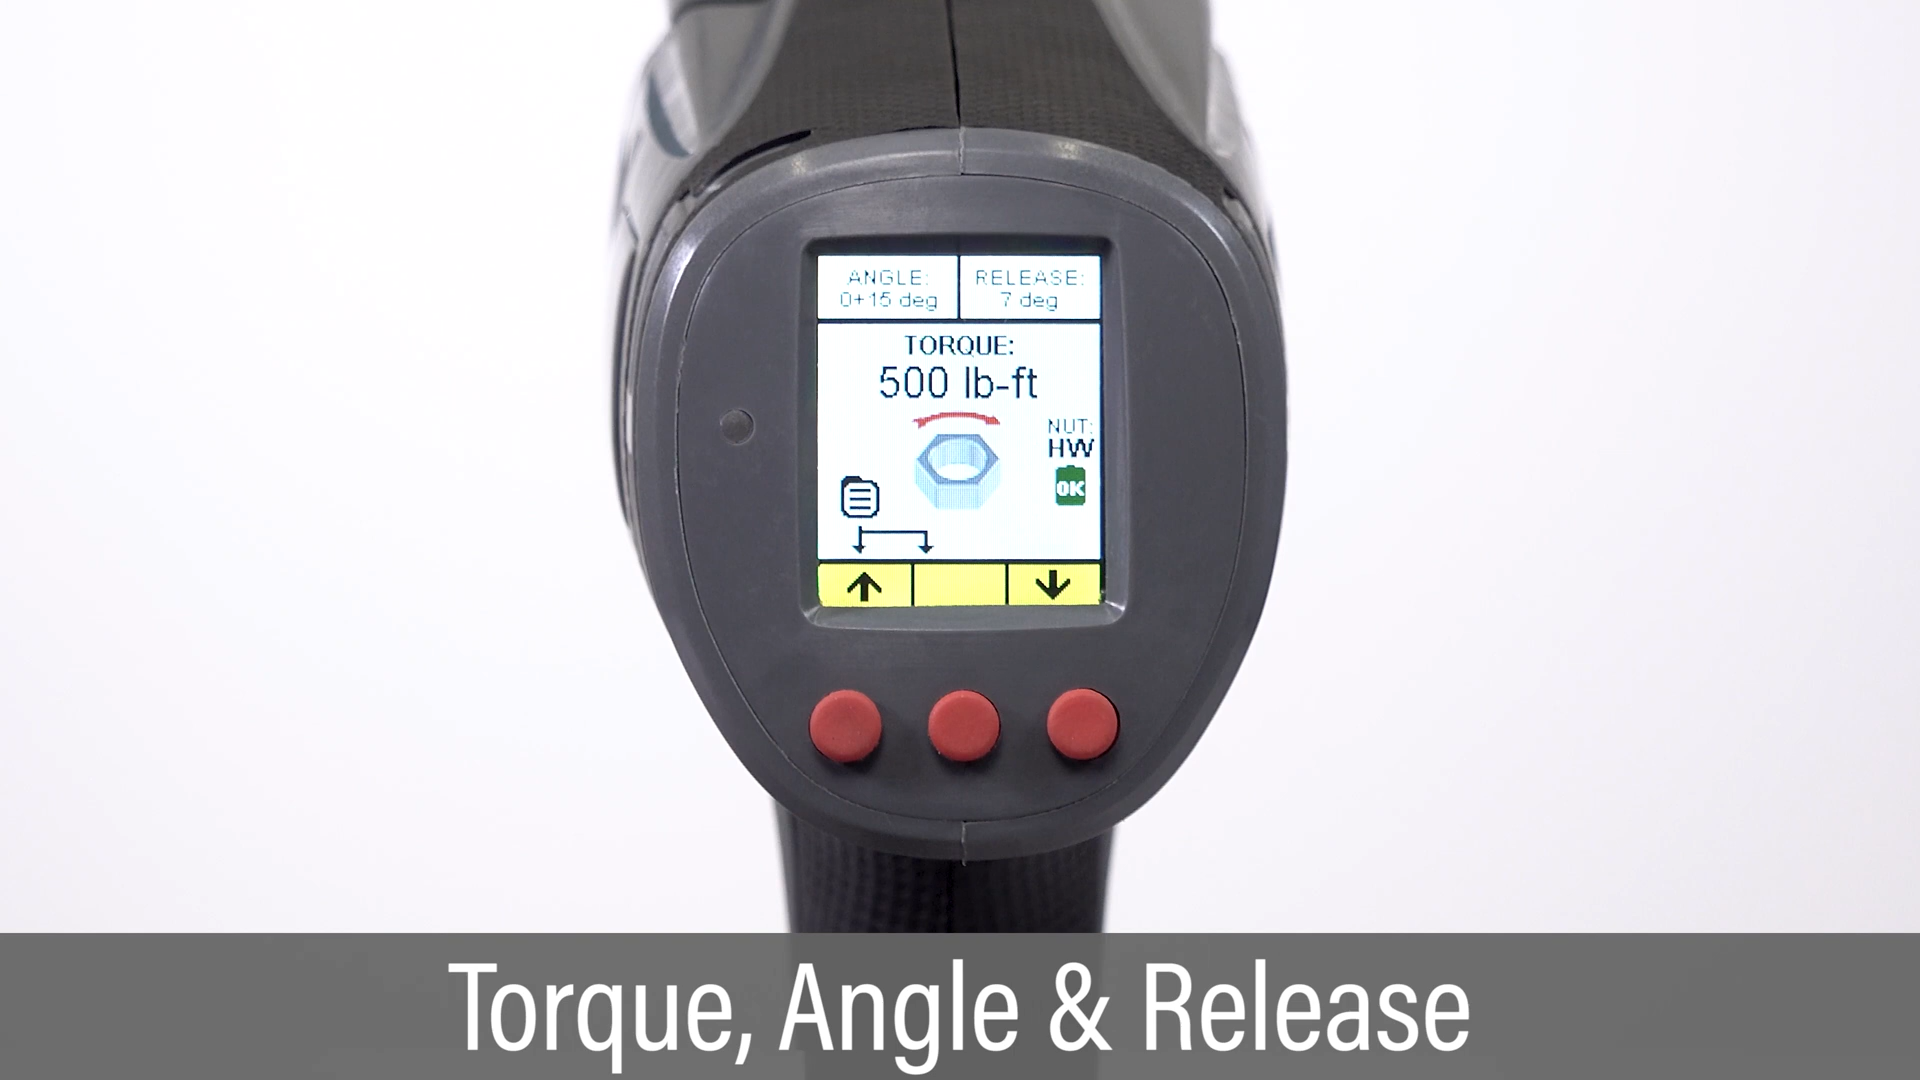 ANGLE:
0+15 deg
RELEASE:
7 deg
TORQUE:
500 lb-ft
NUT:
HW
OK
Torque, Angle & Release